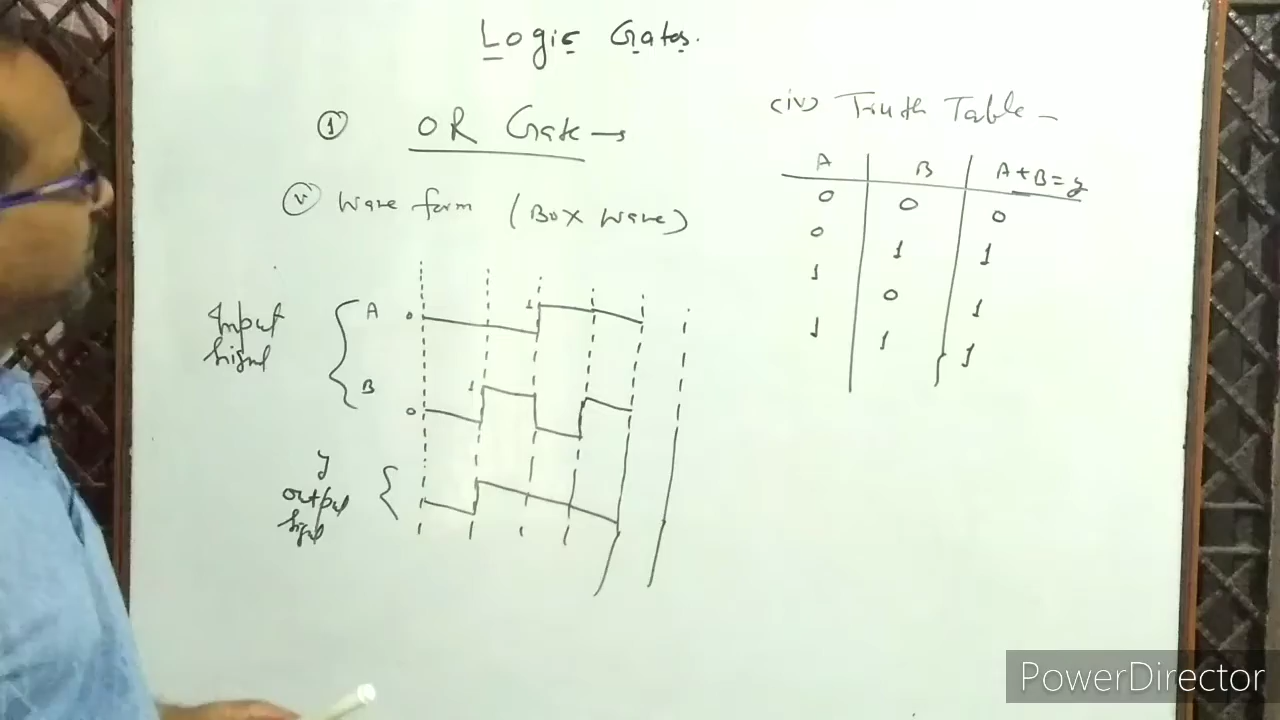 Logic Gates.
① OR Gate →
ⓥ Wave form (Box Wave)
Input
Signal
A
0
1
B
0
1
y
output
signal
(iv) Truth Table -
A B A+B=y
0 0 0
0 1 1
1 0 1
1 1 1
PowerDirector